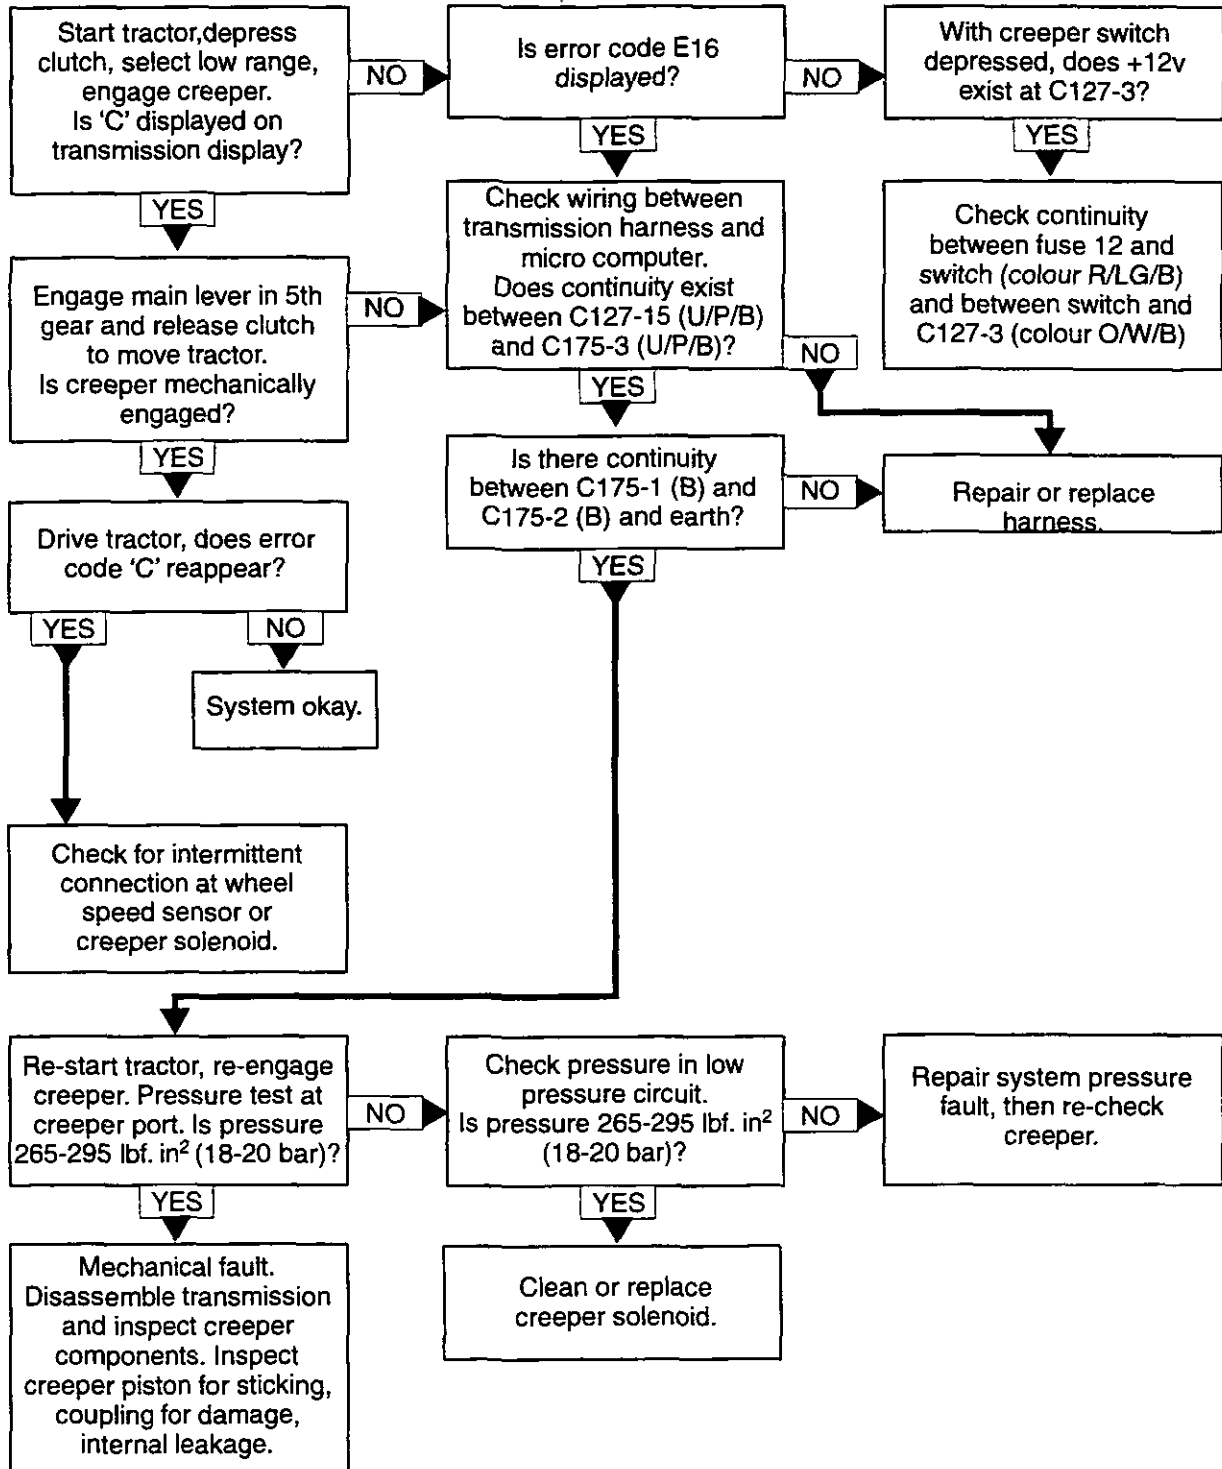 Start tractor,depress
clutch, select low range,
engage creeper.
Is 'C' displayed on
transmission display?
NO
Is error code E16
displayed?
NO
With creeper switch
depressed, does +12v
exist at C127-3?
YES
YES
YES
Check wiring between
transmission harness and
micro computer.
Does continuity exist
between C127-15 (U/P/B)
and C175-3 (U/P/B)?
Check continuity
between fuse 12 and
switch (colour R/LG/B)
and between switch and
C127-3 (colour O/W/B)
Engage main lever in 5th
gear and release clutch
to move tractor.
Is creeper mechanically
engaged?
NO
NO
YES
YES
Is there continuity
between C175-1 (B) and
C175-2 (B) and earth?
NO
Repair or replace
harness.
Drive tractor, does error
code 'C' reappear?
YES
YES
NO
System okay.
Check for intermittent
connection at wheel
speed sensor or
creeper solenoid.
Re-start tractor, re-engage
creeper. Pressure test at
creeper port. Is pressure
265-295 lbf. in² (18-20 bar)?
NO
Check pressure in low
pressure circuit.
Is pressure 265-295 lbf. in²
(18-20 bar)?
NO
Repair system pressure
fault, then re-check
creeper.
YES
YES
Mechanical fault.
Disassemble transmission
and inspect creeper
components. Inspect
creeper piston for sticking,
coupling for damage,
internal leakage.
Clean or replace
creeper solenoid.